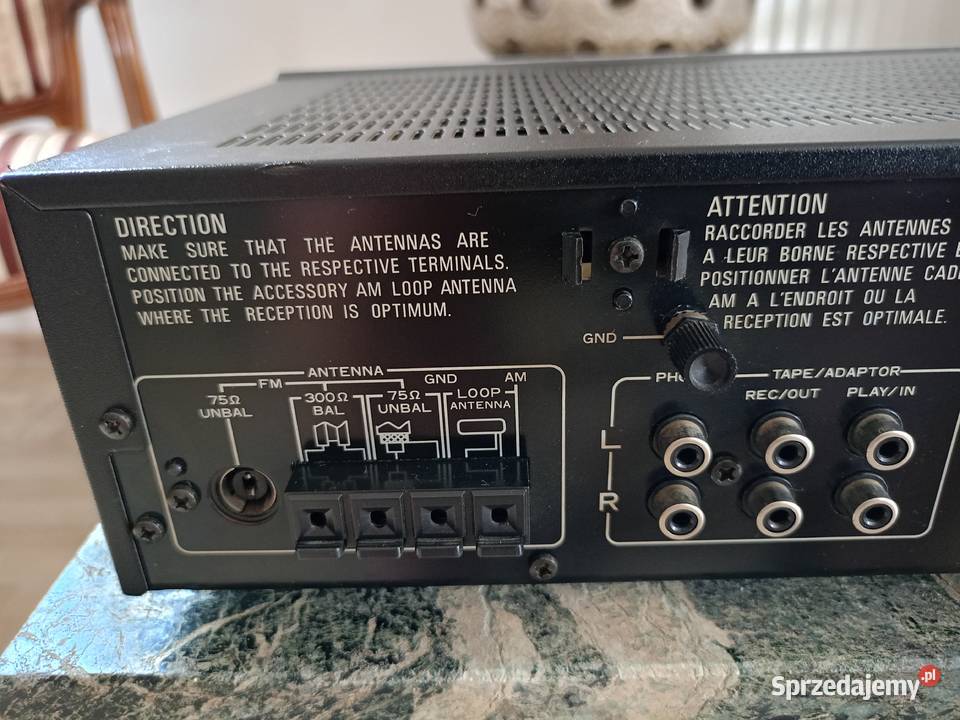 DIRECTION
MAKE SURE THAT THE ANTENNAS ARE
CONNECTED TO THE RESPECTIVE TERMINALS.
POSITION THE ACCESSORY AM LOOP ANTENNA
WHERE THE RECEPTION IS OPTIMUM.
ATTENTION
RACCORDER LES ANTENNES
A LEUR BORNE RESPECTIVE
POSITIONNER L'ANTENNE
AM A L'ENDROIT OU LA
RECEPTION EST OPTIMALE.
GND
ANTENNA
FM
GND
AM
75Ω
UNBAL
300Ω
BAL
75Ω
UNBAL
LOOP
ANTENNA
TAPE/ADAPTOR
REC/OUT
PLAY/IN
L
R
Sprzedajemy.pl